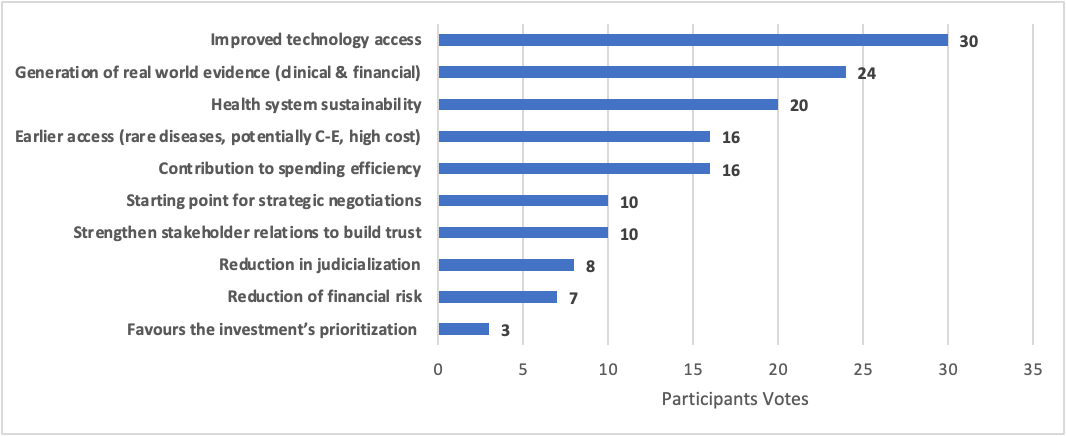 Improved technology access 30
Generation of real world evidence (clinical & financial) 24
Health system sustainability 20
Earlier access (rare diseases, potentially C-E, high cost) 16
Contribution to spending efficiency 16
Starting point for strategic negotiations 10
Strengthen stakeholder relations to build trust 10
Reduction in judicialization 8
Reduction of financial risk 7
Favours the investment’s prioritization 3
0 5 10 15 20 25 30 35
Participants Votes